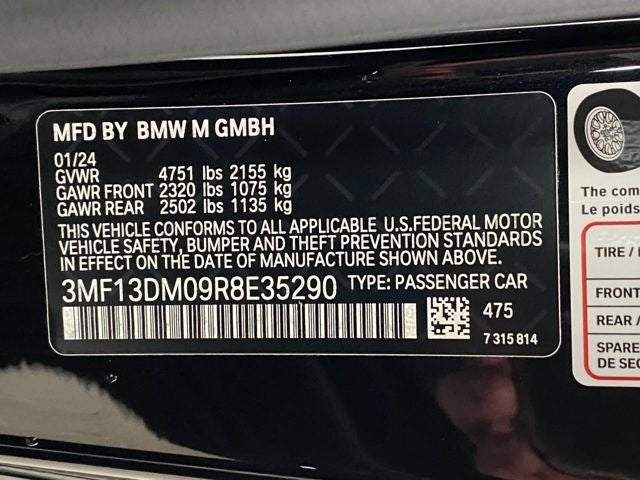 MFD BY BMW M GMBH
01/24
GVWR 4751 lbs 2155 kg
GAWR FRONT 2320 lbs 1075 kg
GAWR REAR 2502 lbs 1135 kg
THIS VEHICLE CONFORMS TO ALL APPLICABLE U.S.FEDERAL MOTOR
VEHICLE SAFETY, BUMPER AND THEFT PREVENTION STANDARDS
IN EFFECT ON THE DATE OF MANUFACTURE SHOWN ABOVE.
3MF13DM09R8E35290 TYPE: PASSENGER CAR
475
7 315 814
The com
Le poids
TIRE /
FRONT
REAR /
SPARE
DE SEC